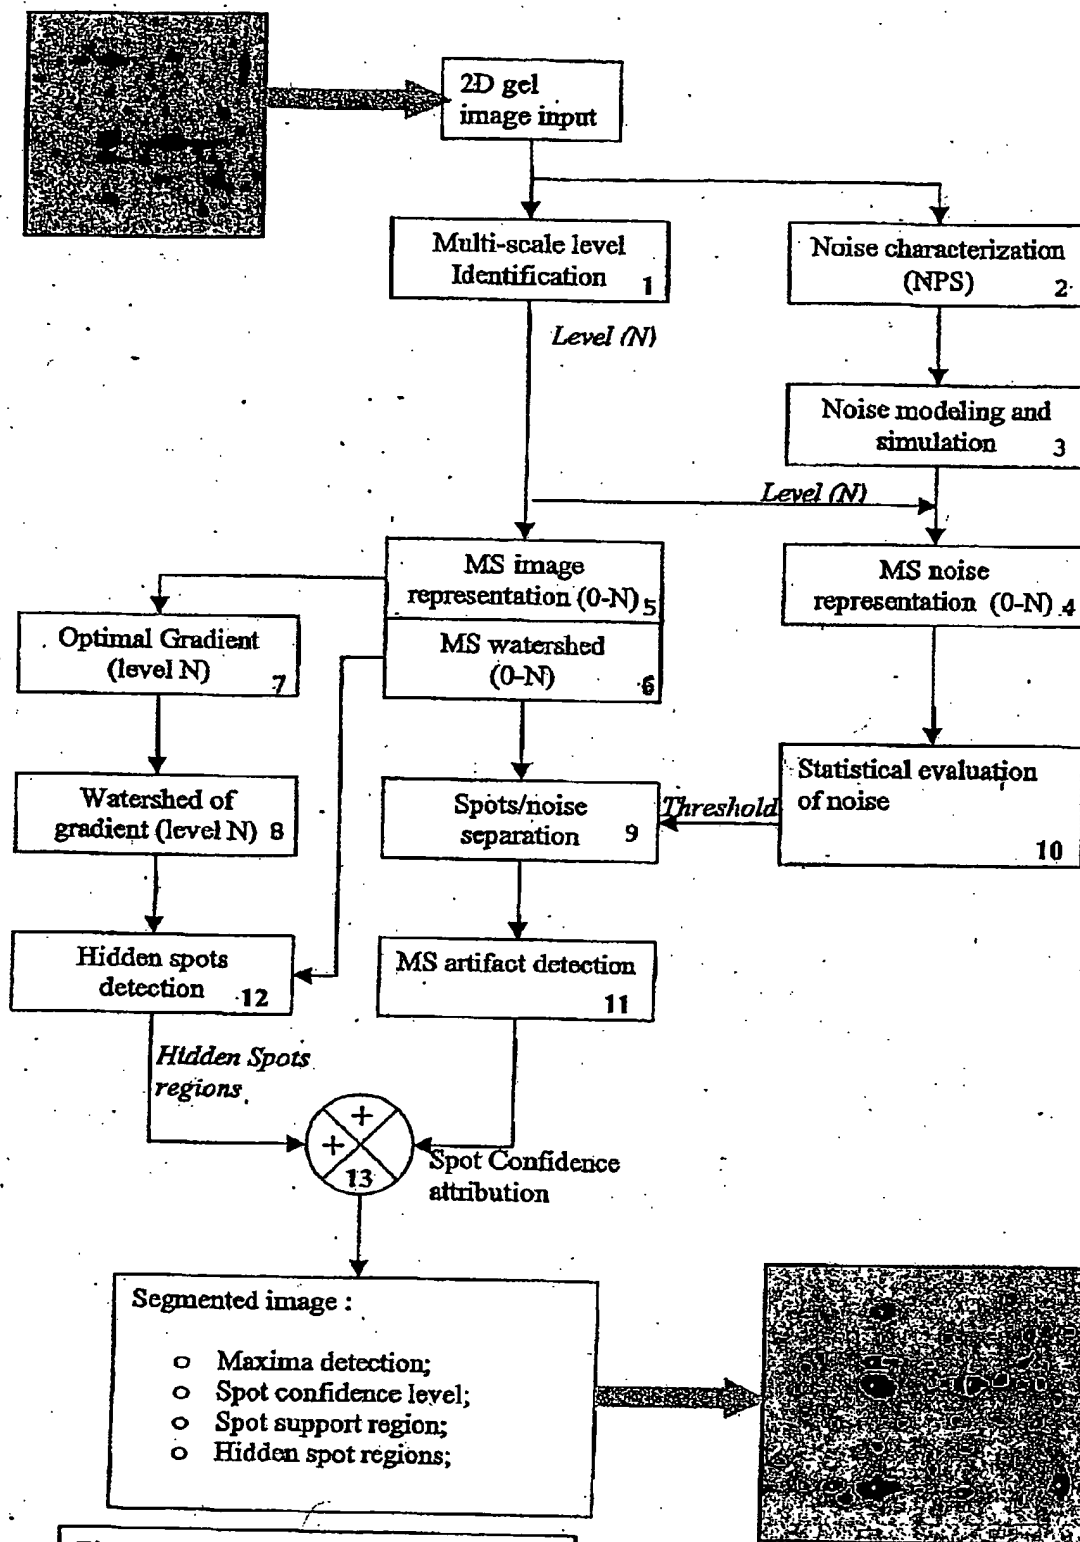 2D gel
image input
Multi-scale level
Identification 1
Noise characterization
(NPS) 2
Level (N)
Noise modeling and
simulation 3
Level (N)
MS image
representation (0-N) 5
MS noise
representation (0-N) 4
Optimal Gradient
(level N) 7
MS watershed
(0-N) 6
Statistical evaluation
of noise
10
Watershed of
gradient (level N) 8
Spots/noise
separation 9
Threshold
Hidden spots
detection 12
MS artifact detection
11
Hidden Spots
regions
+
+
13
Spot Confidence
attribution
Segmented image :
o Maxima detection;
o Spot confidence level;
o Spot support region;
o Hidden spot regions;